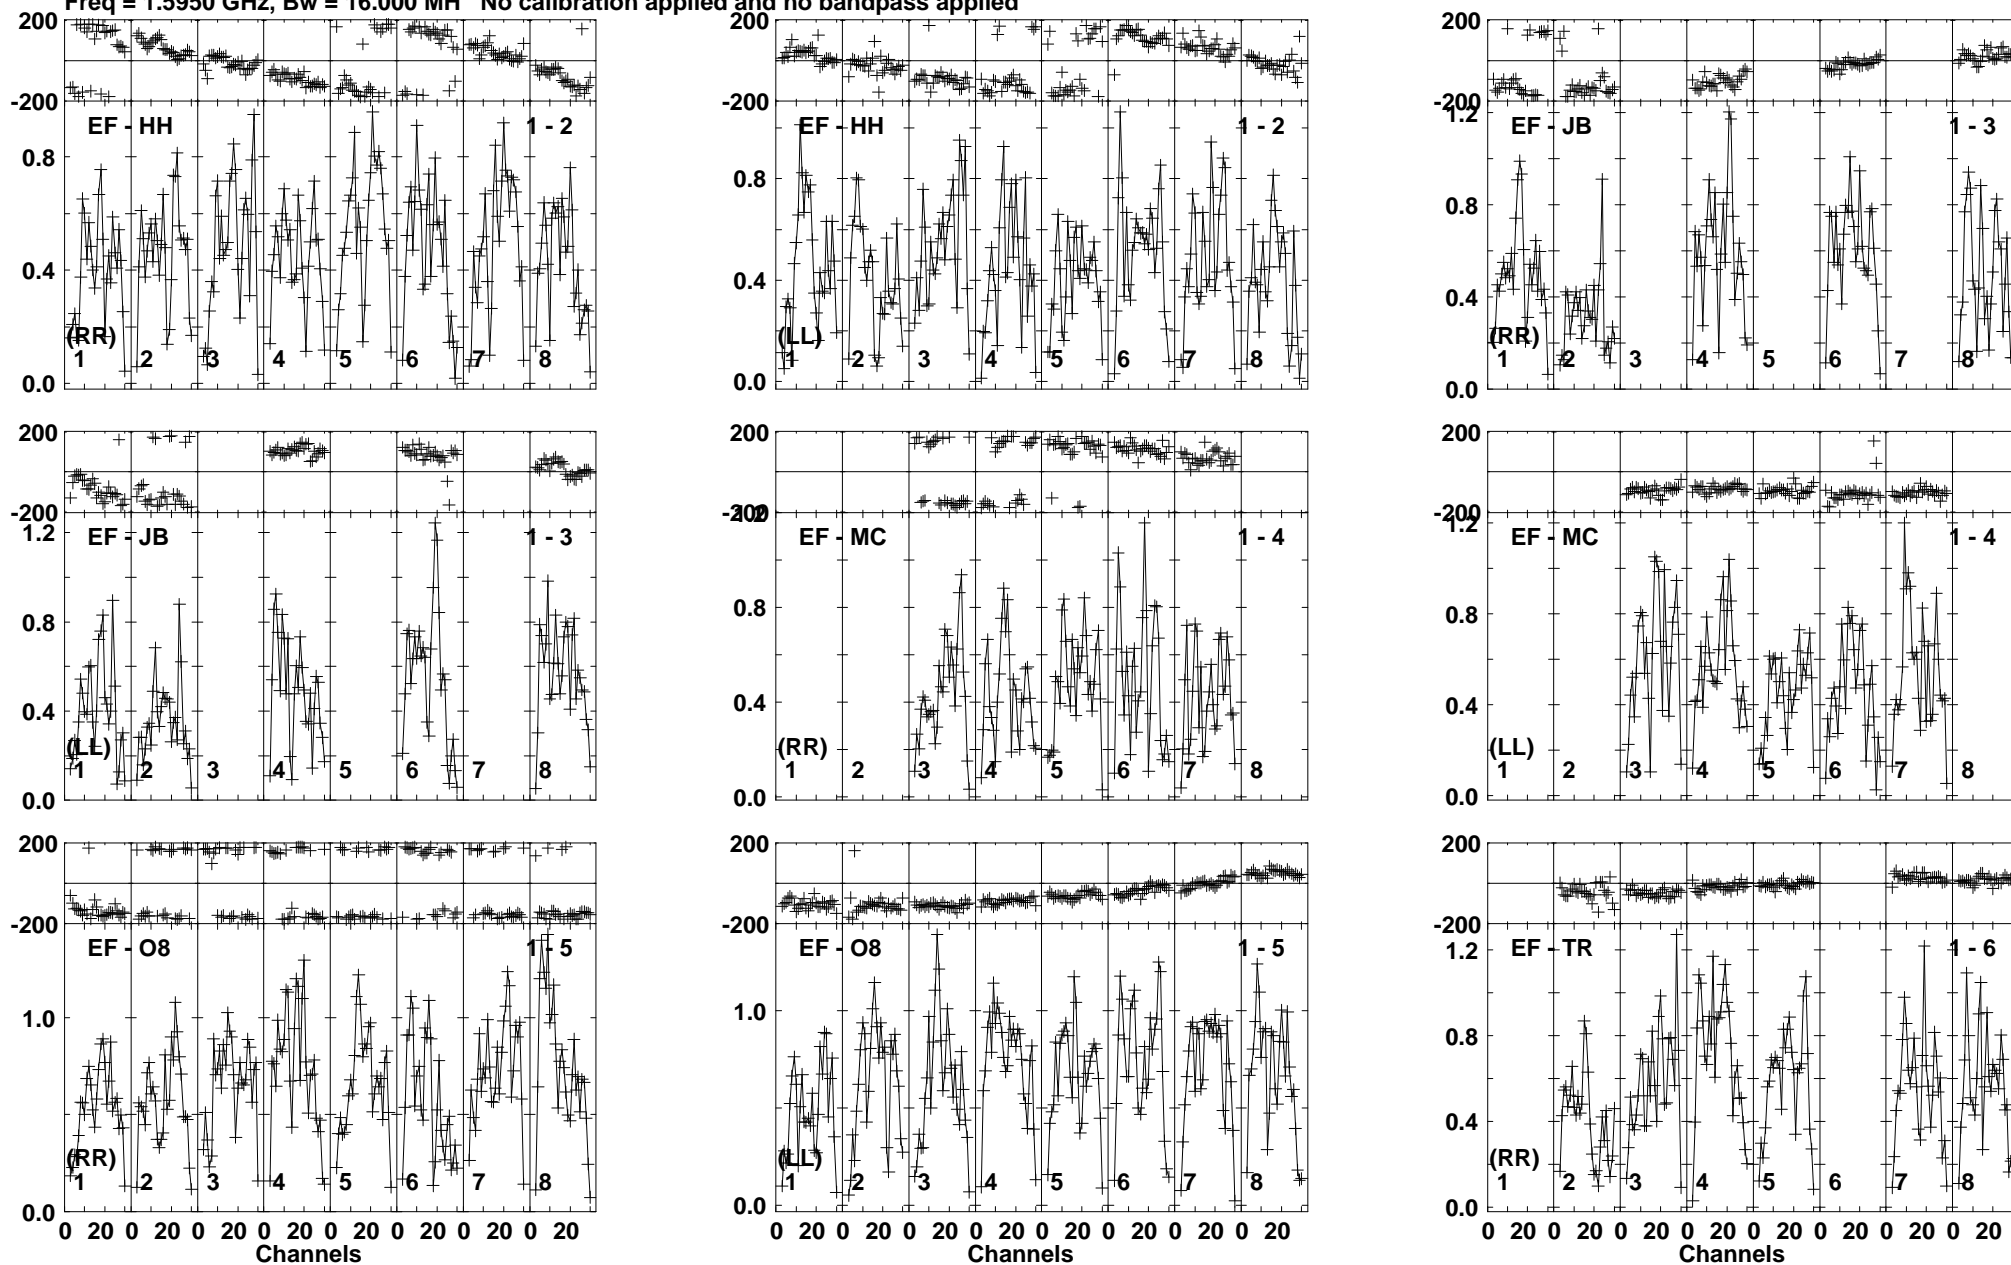 Freq = 1.5950 GHz, Bw = 16.000 MH No calibration applied and no bandpass applied
200 200 200
-200 -200 -200
EF - HH 1 - 2 EF - HH 1 - 2 1.2 EF - JB 1 - 3
0.8 0.8 0.8
0.4 0.4 0.4
(RR) (LL) (RR)
1 2 3 4 5 6 7 8 1 2 3 4 5 6 7 8 1 2 3 4 5 6 7 8
0.0 0.0 0.0
200 200 200
-200 -200 -200
1.2 EF - JB 1 - 3 1.2 EF - MC 1 - 4 1.2 EF - MC 1 - 4
0.8 0.8 0.8
0.4 0.4 0.4
(LL) (RR) (LL)
1 2 3 4 5 6 7 8 1 2 3 4 5 6 7 8 1 2 3 4 5 6 7 8
0.0 0.0 0.0
200 200 200
-200 -200 -200
EF - O8 1 - 5 EF - O8 1 - 5 1.2 EF - TR 1 - 6
1.0 1.0 0.8
0.4
(RR) (LL) (RR)
1 2 3 4 5 6 7 8 1 2 3 4 5 6 7 8 1 2 3 4 5 6 7 8
0.0 0.0 0.0
0 20 0 20 0 20 0 20 0 20 0 20 0 20 0 20 0 20 0 20 0 20 0 20 0 20 0 20 0 20 0 20 0 20 0 20 0 20 0 20 0 20 0 20 0 20 0 20
Channels Channels Channels